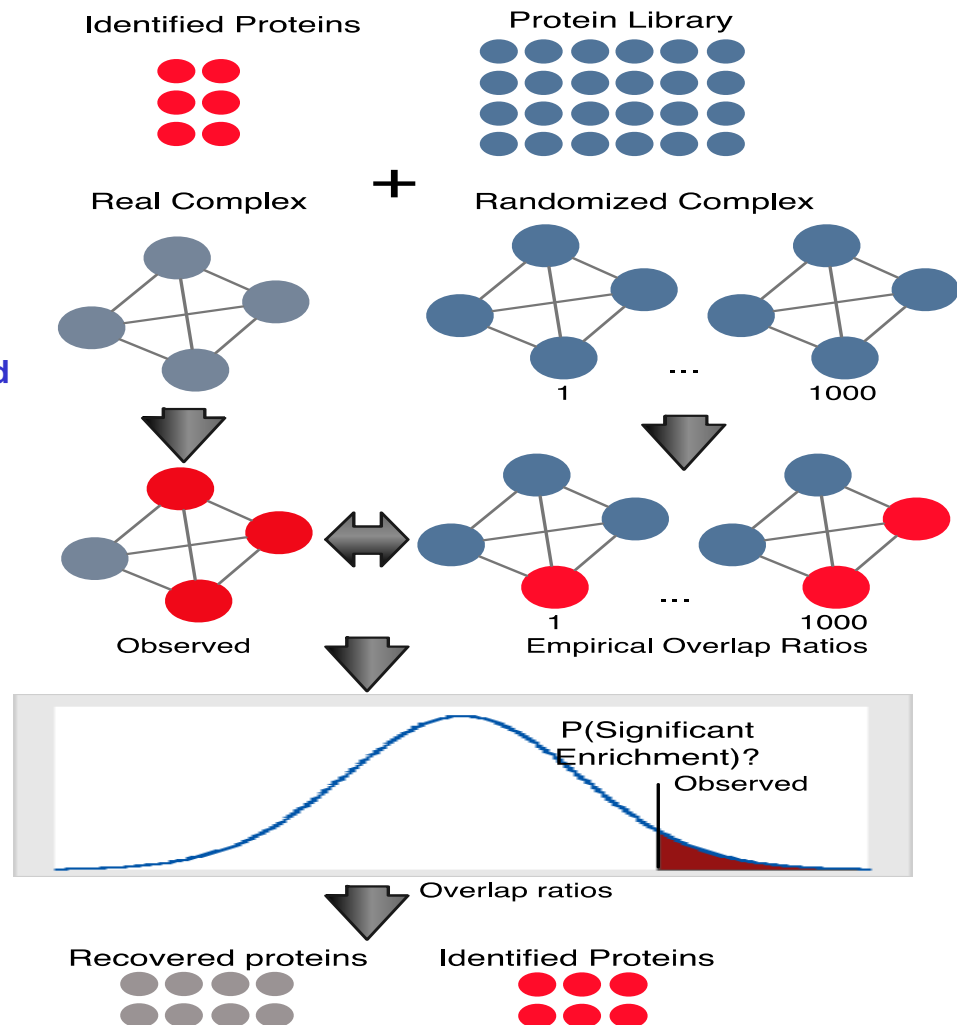 Identified Proteins
Protein Library
+
Real Complex
Randomized Complex
d
1
...
1000
1
...
1000
Observed
Empirical Overlap Ratios
P(Significant
Enrichment)?
Observed
Overlap ratios
Recovered proteins
Identified Proteins